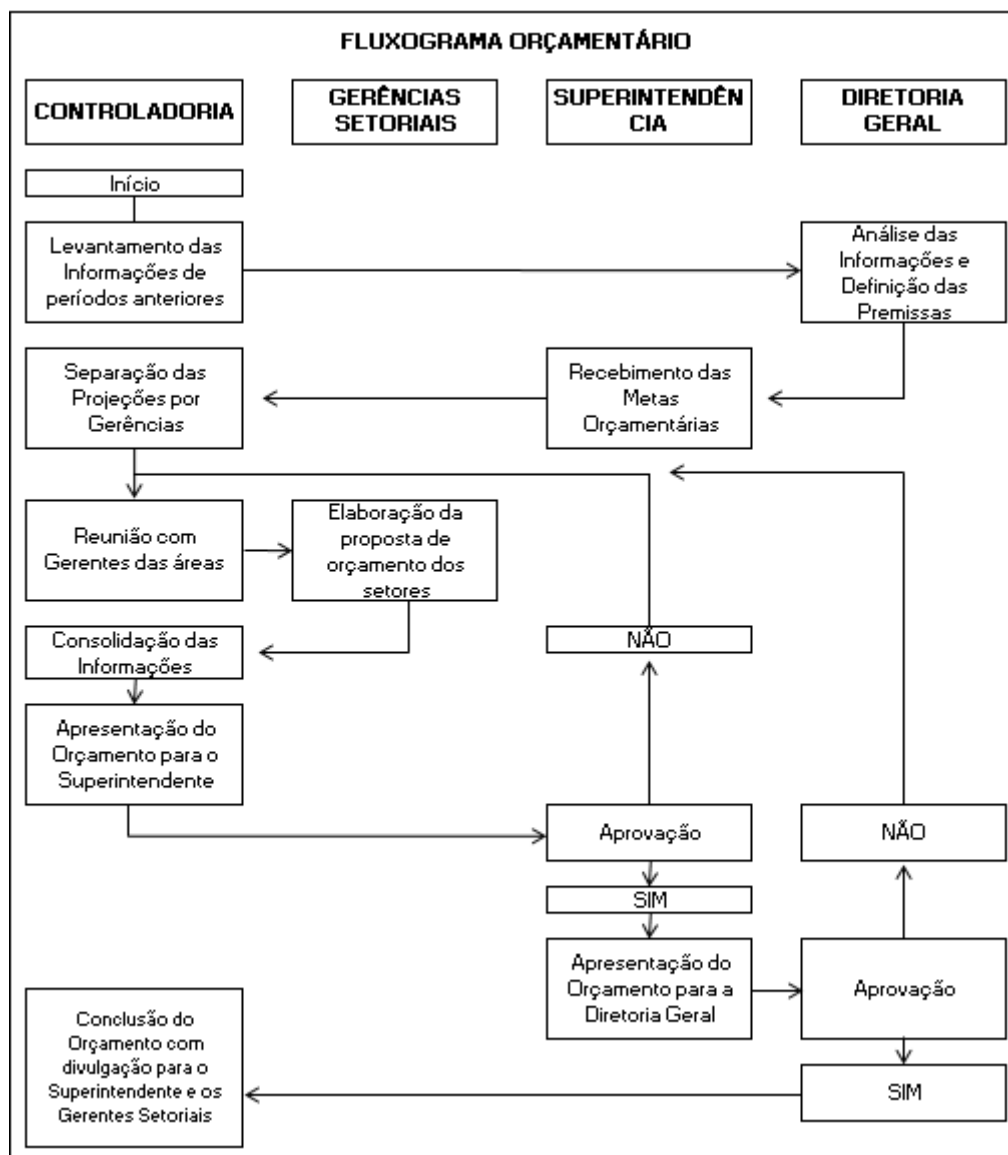 FLUXOGRAMA ORÇAMENTÁRIO
CONTROLADORIA
GERÊNCIAS
SETORIAIS
SUPERINTENDÊN
CIA
DIRETORIA
GERAL
Início
Levantamento das
Informações de
períodos anteriores
Análise das
Informações e
Definição das
Premissas
Separação das
Projeções por
Gerências
Recebimento das
Metas
Orçamentárias
Reunião com
Gerentes das áreas
Elaboração da
proposta de
orçamento dos
setores
Consolidação das
Informações
NÃO
Apresentação do
Orçamento para o
Superintendente
Aprovação
NÃO
SIM
Apresentação do
Orçamento para a
Diretoria Geral
Aprovação
Conclusão do
Orçamento com
divulgação para o
Superintendente e os
Gerentes Setoriais
SIM